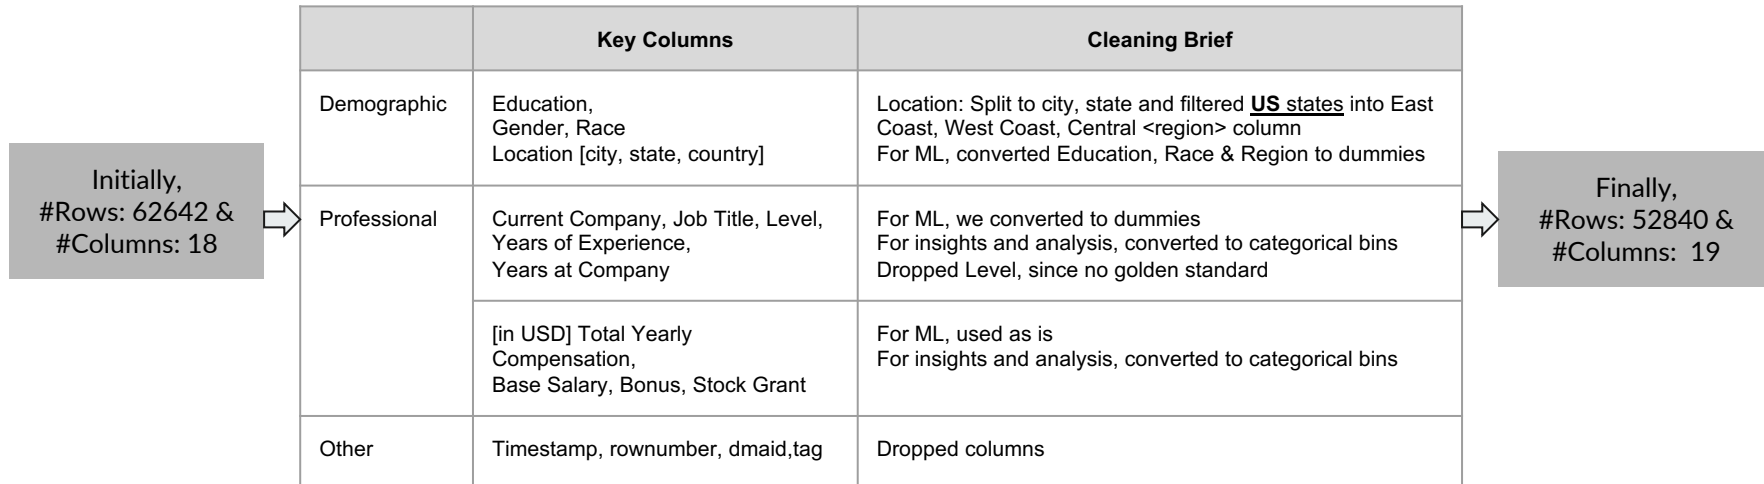 Key Columns
Cleaning Brief
Initially,
#Rows: 62642 &
#Columns: 18
Demographic
Education,
Gender, Race
Location [city, state, country]
Location: Split to city, state and filtered US states into East
Coast, West Coast, Central <region> column
For ML, converted Education, Race & Region to dummies
Professional
Current Company, Job Title, Level,
Years of Experience,
Years at Company
For ML, we converted to dummies
For insights and analysis, converted to categorical bins
Dropped Level, since no golden standard
[in USD] Total Yearly
Compensation,
Base Salary, Bonus, Stock Grant
For ML, used as is
For insights and analysis, converted to categorical bins
Other
Timestamp, rownumber, dmaid,tag
Dropped columns
Finally,
#Rows: 52840 &
#Columns: 19